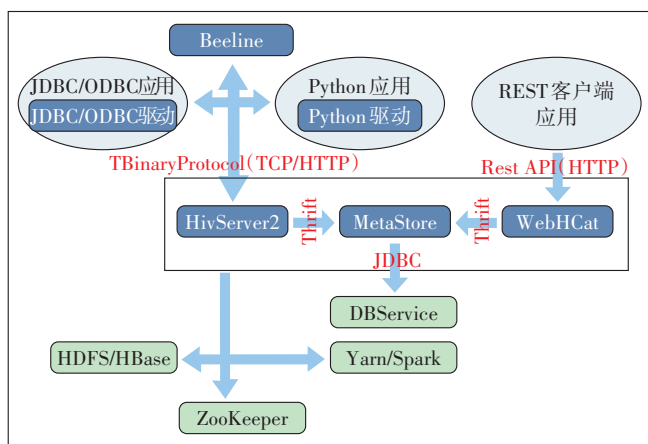 Beeline
JDBC/ODBC应用
JDBC/ODBC驱动
Python应用
Python驱动
REST客户端
应用
TBinaryProtocol(TCP/HTTP)
Rest API(HTTP)
HivServer2
Thrift
MetaStore
Thrift
WebHCat
JDBC
DBService
HDFS/HBase
Yarn/Spark
ZooKeeper